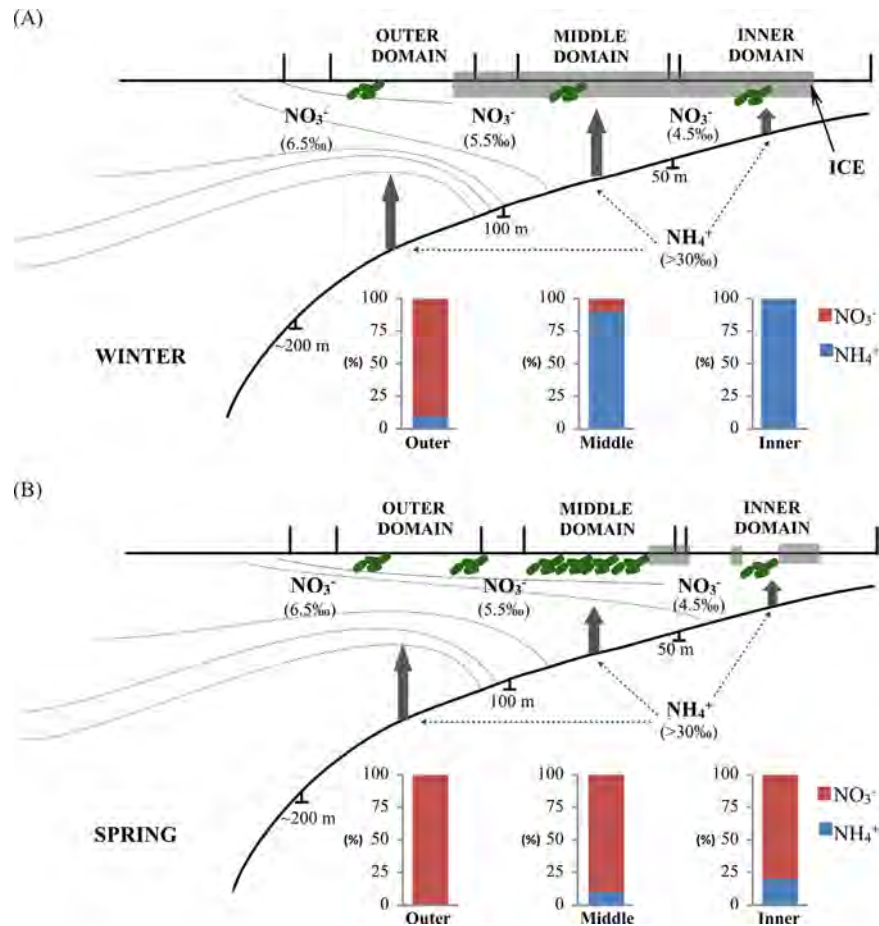 (A)
OUTER DOMAIN
MIDDLE DOMAIN
INNER DOMAIN
NO₃⁻ (6.5‰)
NO₃⁻ (5.5‰)
NO₃⁻ (4.5‰)
ICE
50 m
100 m
NH₄⁺ (>30‰)
~200 m
WINTER
(%) 100 75 50 25 0 Outer
(%) 100 75 50 25 0 Middle
(%) 100 75 50 25 0 Inner
NO₃⁻
NH₄⁺
(B)
OUTER DOMAIN
MIDDLE DOMAIN
INNER DOMAIN
NO₃⁻ (6.5‰)
NO₃⁻ (5.5‰)
NO₃⁻ (4.5‰)
50 m
100 m
NH₄⁺ (>30‰)
~200 m
SPRING
(%) 100 75 50 25 0 Outer
(%) 100 75 50 25 0 Middle
(%) 100 75 50 25 0 Inner
NO₃⁻
NH₄⁺